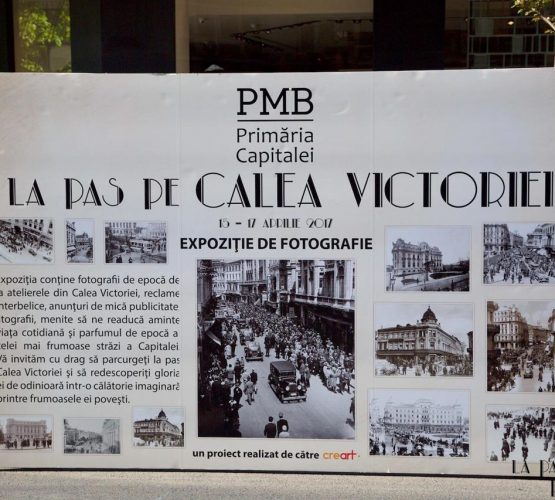 PMB
Primăria
Capitalei
LA PAS PE CALEA VICTORIEI
15 – 17 APRILIE 2017
EXPOZIȚIE DE FOTOGRAFIE
xpoziția conține fotografii de epocă de
a atelierele din Calea Victoriei, reclame
nterbelice, anunțuri de mică publicitate
otografii, menite să ne readucă aminte
viața cotidiană și parfumul de epocă a
elei mai frumoase străzi a Capitalei.
Vă invităm cu drag să parcurgeți la pas
Calea Victoriei și să redescoperiți gloria
ei de odinioară într-o călătorie imaginară
printre frumoasele ei povești.
un proiect realizat de către creart
LA PA